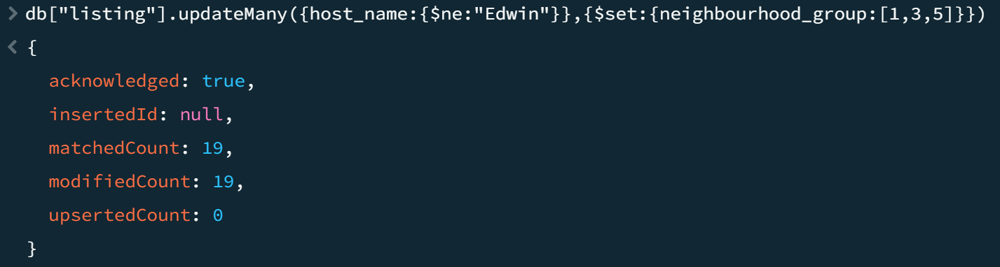 > db["listing"].updateMany({host_name:{$ne:"Edwin"}},{$set:{neighbourhood_group:[1,3,5]}})
< {
acknowledged: true,
insertedId: null,
matchedCount: 19,
modifiedCount: 19,
upsertedCount: 0
}